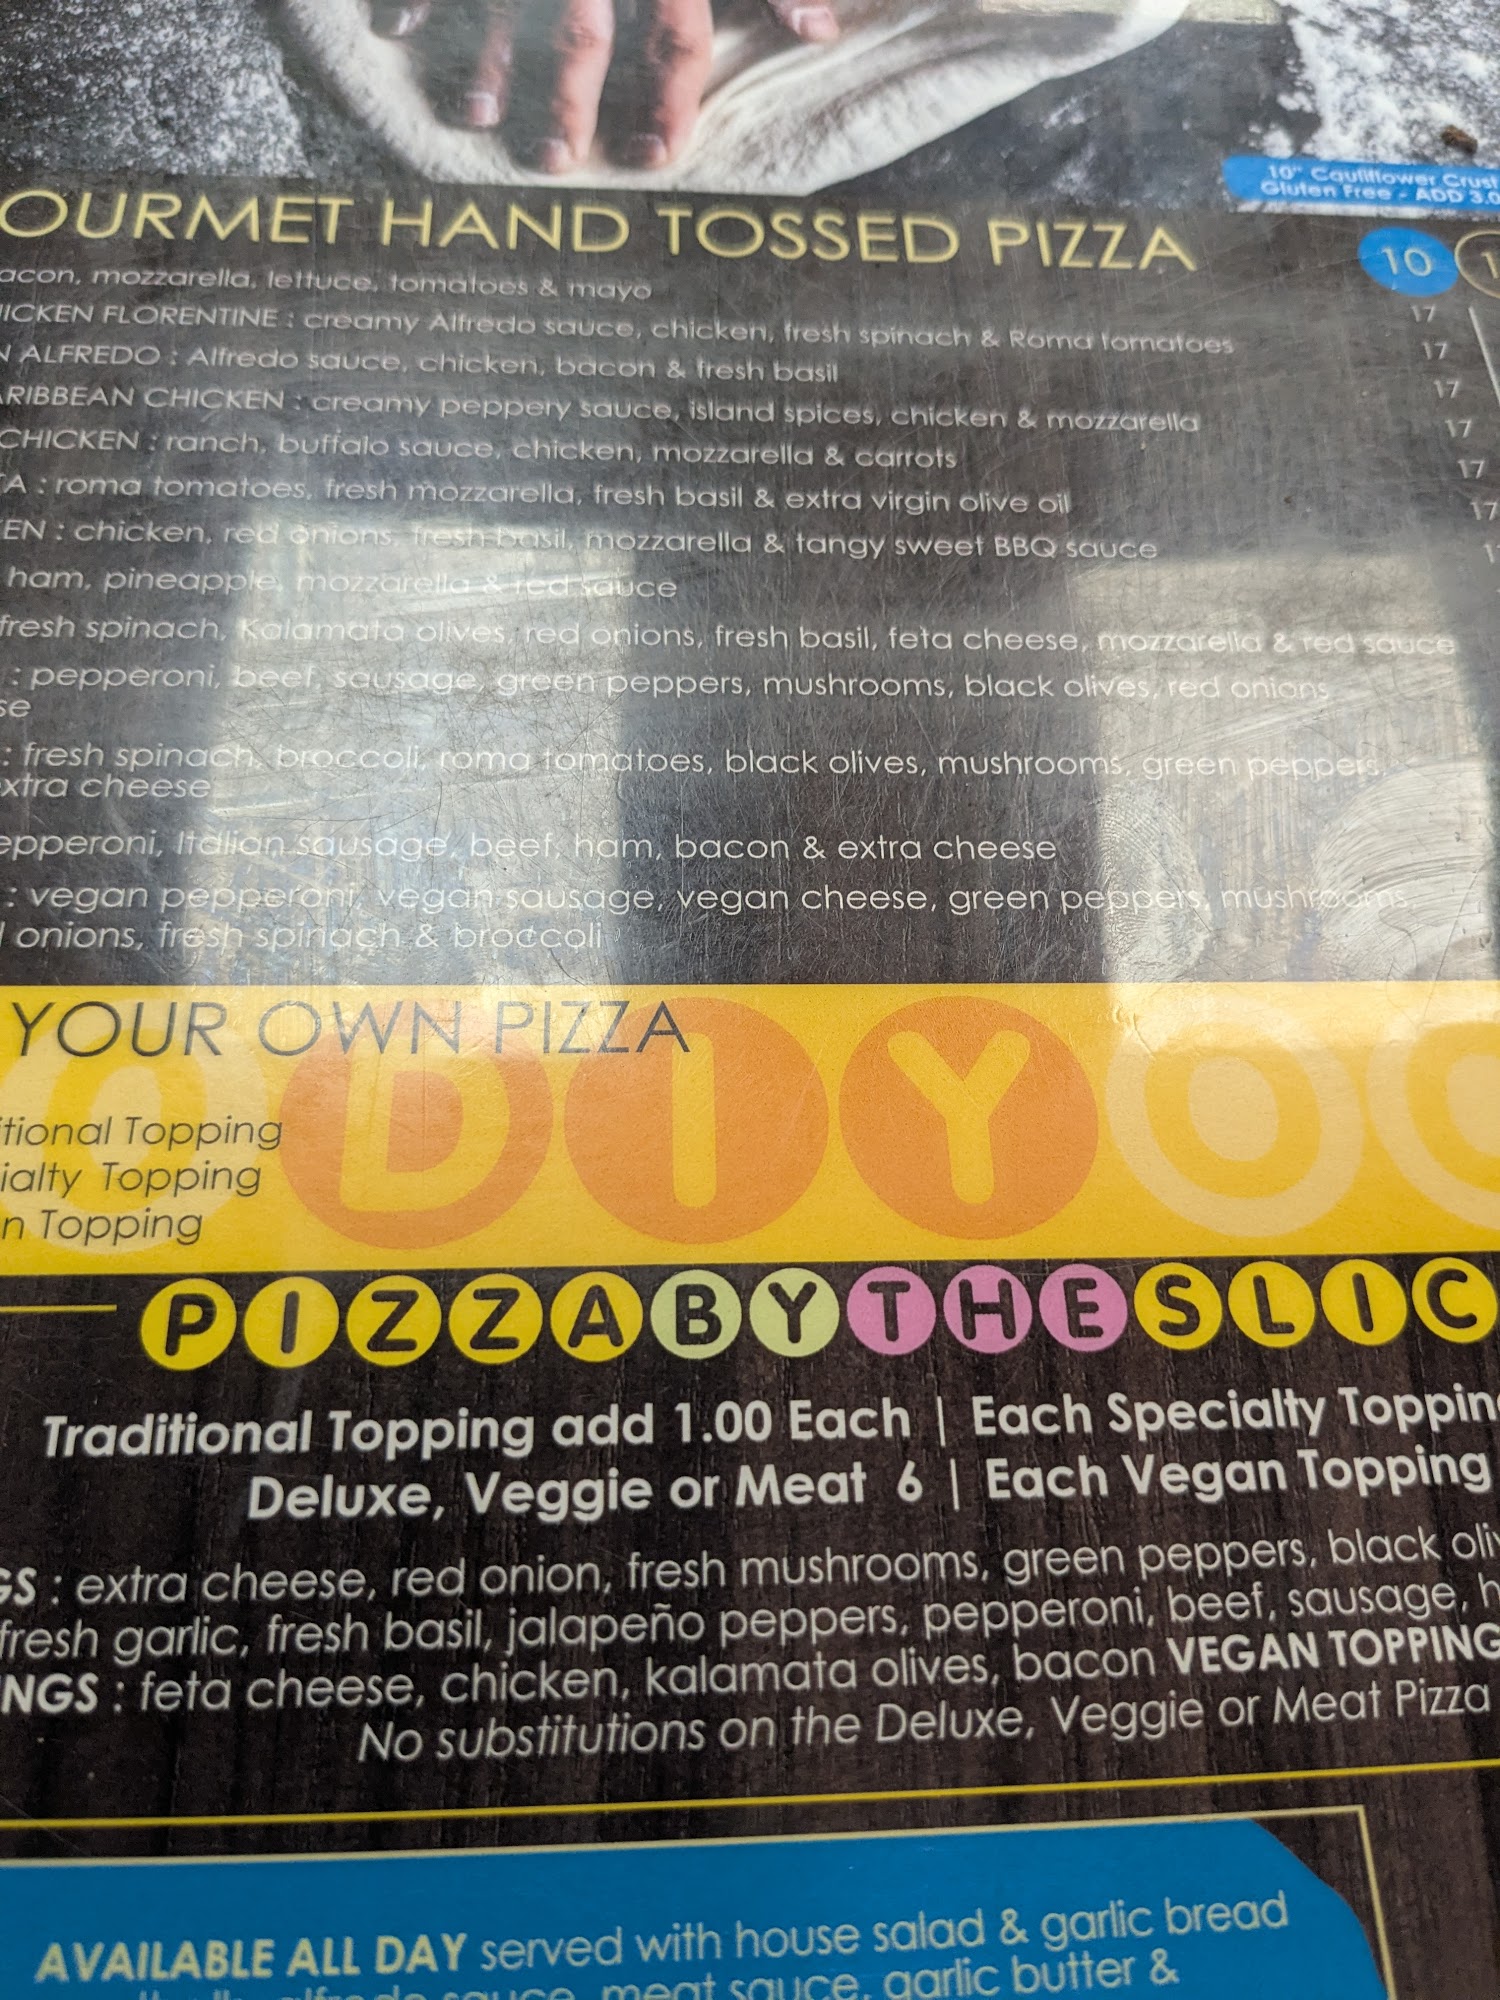 10" Cauliflower Crust
Gluten Free - ADD 3.0
OURMET HAND TOSSED PIZZA 10 1
acon, mozzarella, lettuce, tomatoes & mayo 17
HICKEN FLORENTINE : creamy Alfredo sauce, chicken, fresh spinach & Roma tomatoes 17
N ALFREDO : Alfredo sauce, chicken, bacon & fresh basil 17
ARIBBEAN CHICKEN : creamy peppery sauce, island spices, chicken & mozzarella 17
CHICKEN : ranch, buffalo sauce, chicken, mozzarella & carrots 17
TA : roma tomatoes, fresh mozzarella, fresh basil & extra virgin olive oil 17
KEN : chicken, red onions, fresh basil, mozzarella & tangy sweet BBQ sauce 1
ham, pineapple, mozzarella & red sauce
fresh spinach, Kalamata olives, red onions, fresh basil, feta cheese, mozzarella & red sauce
: pepperoni, beef, sausage, green peppers, mushrooms, black olives, red onions
se
: fresh spinach, broccoli, roma tomatoes, black olives, mushrooms, green peppers,
xtra cheese
epperoni, Italian sausage, beef, ham, bacon & extra cheese
: vegan pepperoni, vegan sausage, vegan cheese, green peppers, mushrooms,
onions, fresh spinach & broccoli
YOUR OWN PIZZA
O DIY O O
itional Topping
ialty Topping
n Topping
PIZZABYTHESLIC
Traditional Topping add 1.00 Each | Each Specialty Toppin
Deluxe, Veggie or Meat 6 | Each Vegan Topping
GS : extra cheese, red onion, fresh mushrooms, green peppers, black oliv
fresh garlic, fresh basil, jalapeño peppers, pepperoni, beef, sausage, h
NGS : feta cheese, chicken, kalamata olives, bacon VEGAN TOPPING
No substitutions on the Deluxe, Veggie or Meat Pizza
AVAILABLE ALL DAY served with house salad & garlic bread
alfredo sauce, meat sauce, garlic butter &